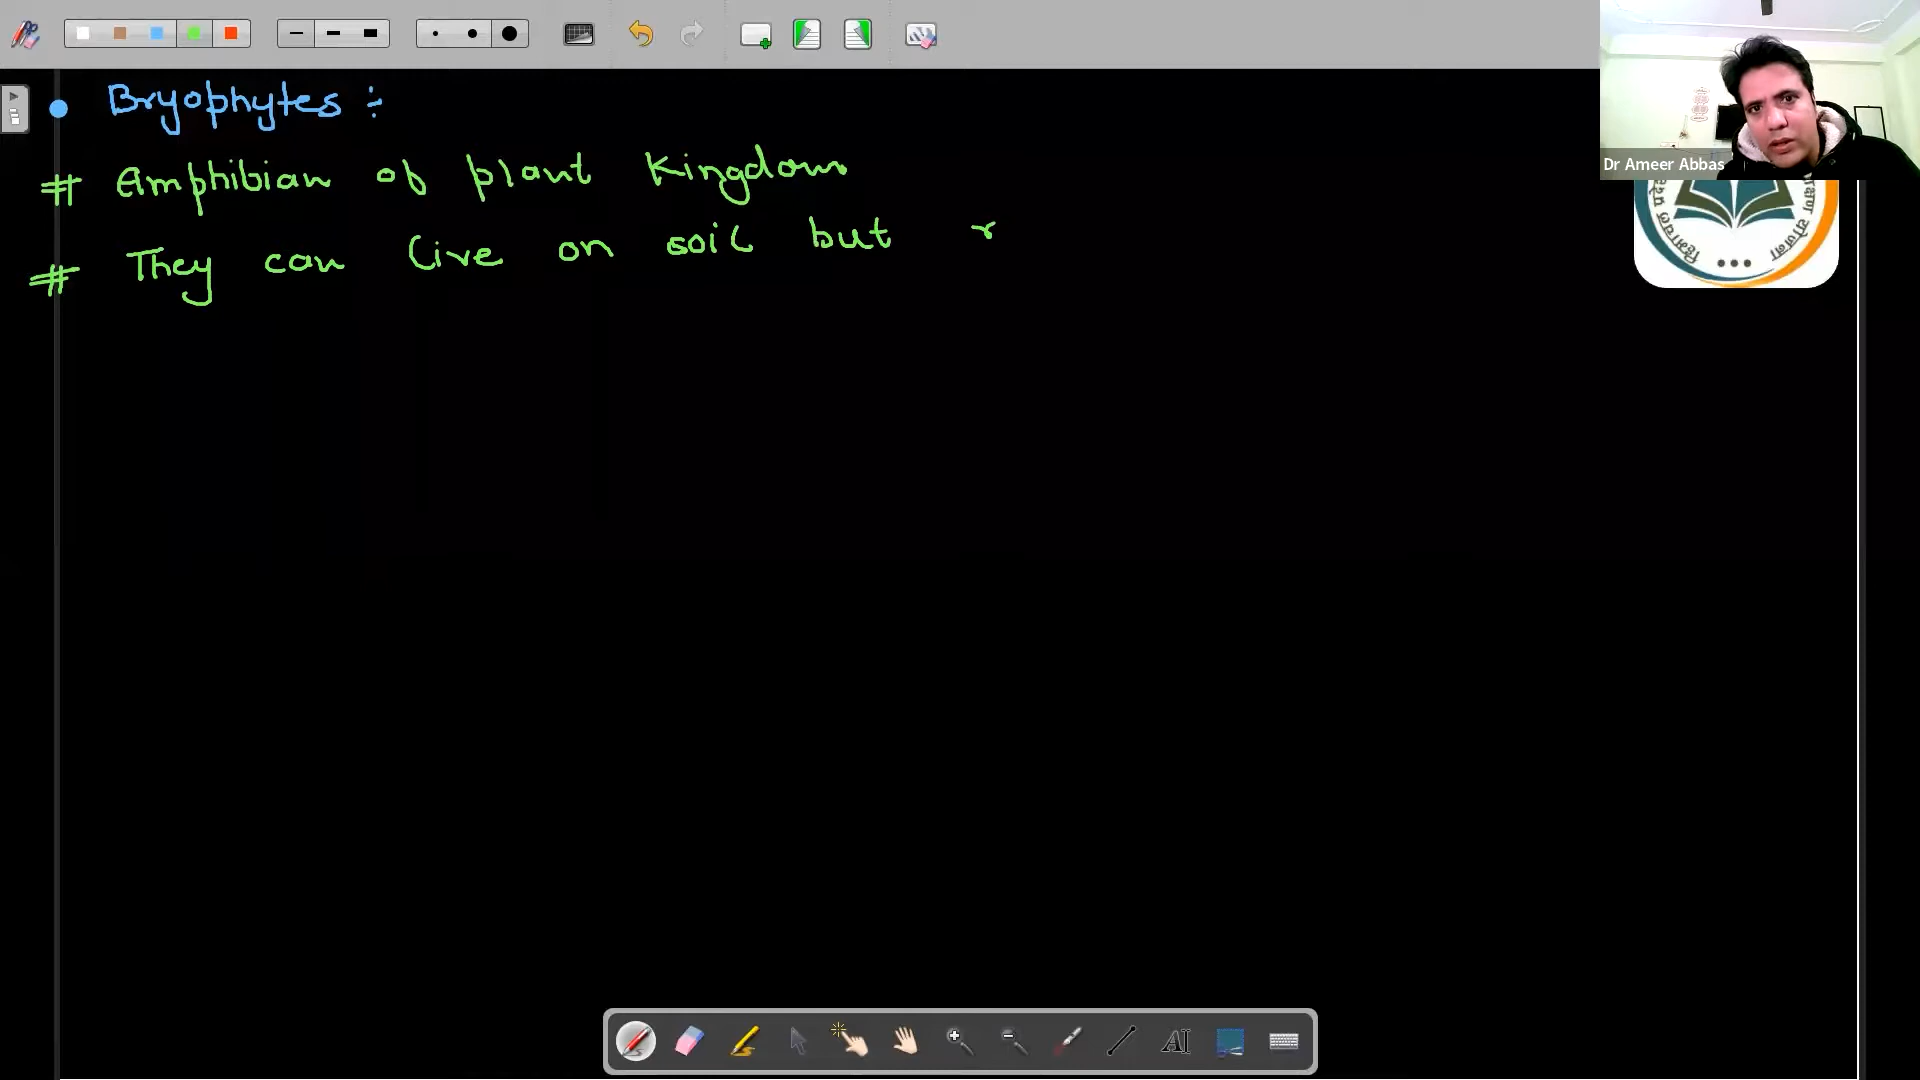 Bryophytes :
# Amphibian of plant Kingdom
# They can live on soil but r
Dr Ameer Abbas